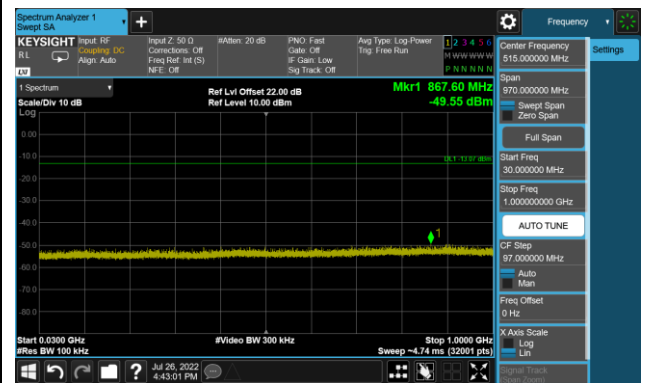 Spectrum Analyzer 1
Swept SA
+
Frequency
KEYSIGHT
RL
LXI
Input: RF
Coupling: DC
Align: Auto
Input Z: 50 Ω
Corrections: Off
Freq Ref: Int (S)
NFE: Off
#Atten: 20 dB
PNO: Fast
Gate: Off
IF Gain: Low
Sig Track: Off
Avg Type: Log-Power
Trig: Free Run
1 2 3 4 5 6
M W W W W W
P N N N N N
Center Frequency
515.000000 MHz
Settings
Span
970.000000 MHz
Swept Span
Zero Span
Full Span
Start Freq
30.000000 MHz
Stop Freq
1.000000000 GHz
AUTO TUNE
CF Step
97.000000 MHz
Auto
Man
Freq Offset
0 Hz
X Axis Scale
Log
Lin
Signal Track
(Span Zoom)
1 Spectrum
Scale/Div 10 dB
Log
Ref Lvl Offset 22.00 dB
Ref Level 10.00 dBm
Mkr1 867.60 MHz
-49.55 dBm
0.00
-10.0
DL1 -13.07 dBm
-20.0
-30.0
-40.0
1
-50.0
-60.0
-70.0
-80.0
Start 0.0300 GHz
#Res BW 100 kHz
#Video BW 300 kHz
Stop 1.0000 GHz
Sweep ~4.74 ms (32001 pts)
?
Jul 26, 2022
4:43:01 PM